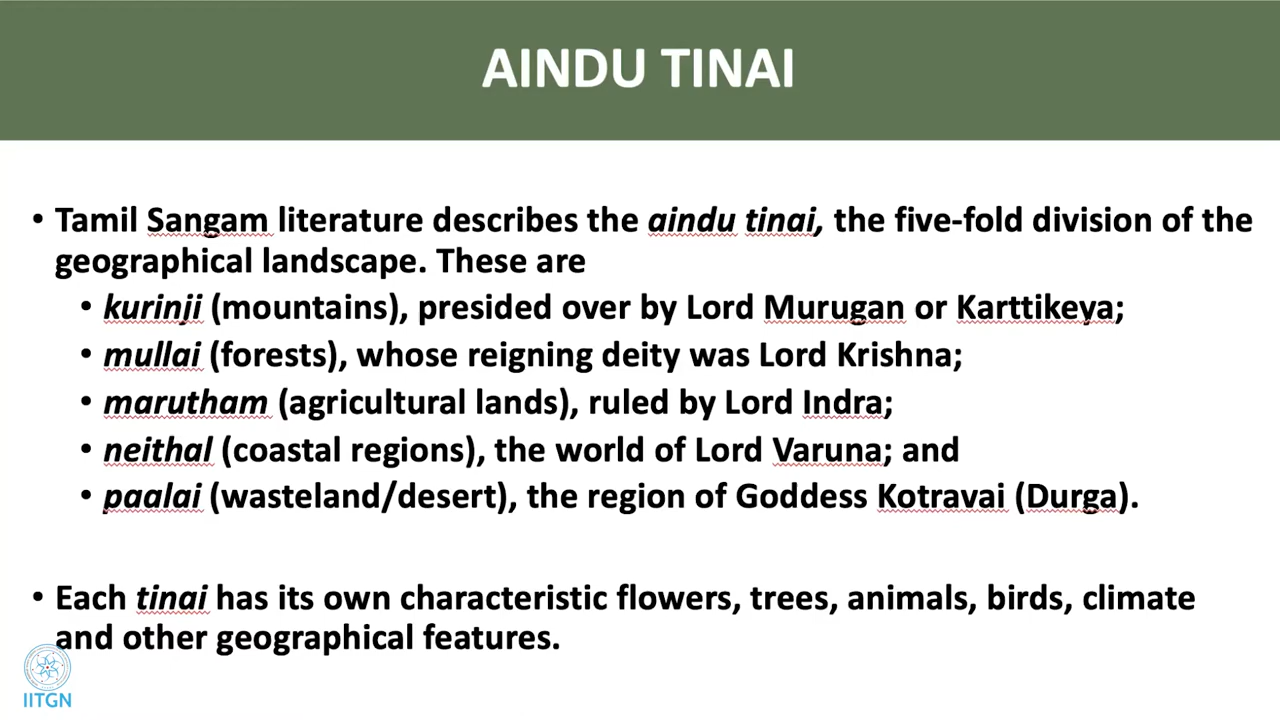 AINDU TINAI
• Tamil Sangam literature describes the aindu tinai, the five-fold division of the
geographical landscape. These are
• kurinji (mountains), presided over by Lord Murugan or Karttikeya;
• mullai (forests), whose reigning deity was Lord Krishna;
• marutham (agricultural lands), ruled by Lord Indra;
• neithal (coastal regions), the world of Lord Varuna; and
• paalai (wasteland/desert), the region of Goddess Kotravai (Durga).
• Each tinai has its own characteristic flowers, trees, animals, birds, climate
and other geographical features.
IITGN